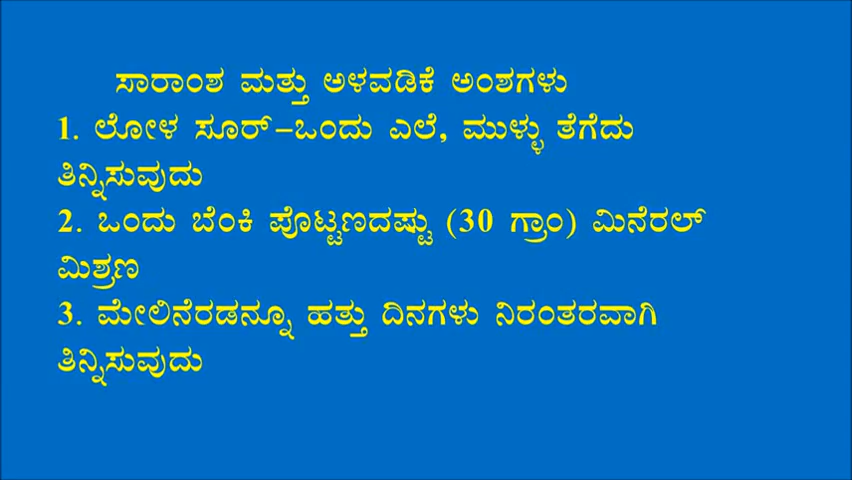 ಸಾರಾಂಶ ಮತ್ತು ಅಳವಡಿಕೆ ಅಂಶಗಳು
1. ಲೋಳ ಸೂರ್-ಒಂದು ಎಲೆ, ಮುಳ್ಳು ತೆಗೆದು
ತಿನ್ನಿಸುವುದು
2. ಒಂದು ಬೆಂಕಿ ಪೊಟ್ಟಣದಷ್ಟು (30 ಗ್ರಾಂ) ಮಿನೆರಲ್
ಮಿಶ್ರಣ
3. ಮೇಲಿನೆರಡನ್ನೂ ಹತ್ತು ದಿನಗಳು ನಿರಂತರವಾಗಿ
ತಿನ್ನಿಸುವುದು